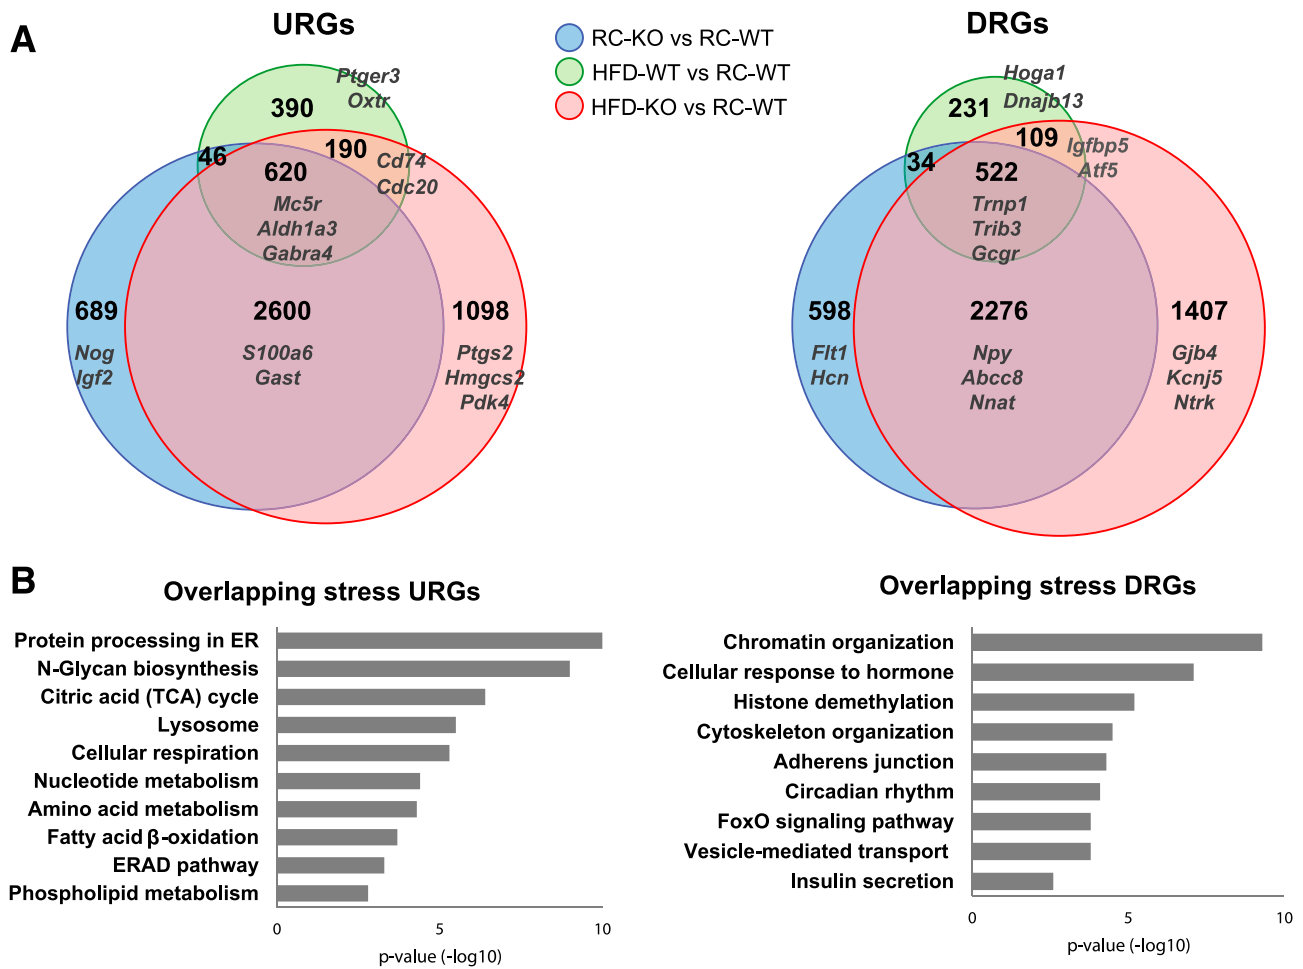 A
URGs
DRGs
RC-KO vs RC-WT
HFD-WT vs RC-WT
HFD-KO vs RC-WT
Ptger3
Oxtr
390
46
190
620
Cd74
Cdc20
Mc5r
Aldh1a3
Gabra4
689
2600
1098
Nog
Igf2
S100a6
Gast
Ptgs2
Hmgcs2
Pdk4
Hoga1
Dnajb13
231
109
34
522
Igfbp5
Atf5
Trnp1
Trib3
Gcgr
598
2276
1407
Flt1
Hcn
Npy
Abcc8
Nnat
Gjb4
Kcnj5
Ntrk
B
Overlapping stress URGs
Protein processing in ER
N-Glycan biosynthesis
Citric acid (TCA) cycle
Lysosome
Cellular respiration
Nucleotide metabolism
Amino acid metabolism
Fatty acid β-oxidation
ERAD pathway
Phospholipid metabolism
0 5 10
p-value (-log10)
Overlapping stress DRGs
Chromatin organization
Cellular response to hormone
Histone demethylation
Cytoskeleton organization
Adherens junction
Circadian rhythm
FoxO signaling pathway
Vesicle-mediated transport
Insulin secretion
0 5 10
p-value (-log10)